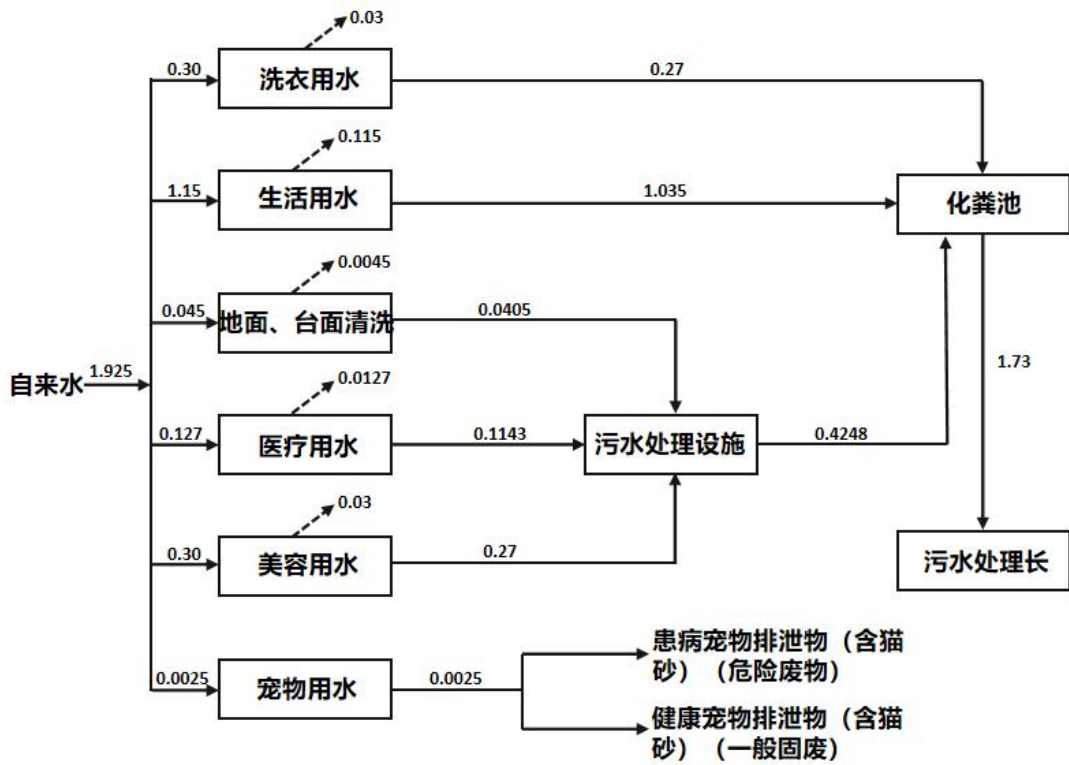 0.03
0.30
洗衣用水
0.27
0.115
1.15
生活用水
1.035
化粪池
0.0045
0.045
地面、台面清洗
0.0405
自来水
1.925
1.73
0.0127
0.127
医疗用水
0.1143
污水处理设施
0.4248
0.03
0.30
美容用水
0.27
污水处理长
0.0025
宠物用水
0.0025
患病宠物排泄物（含猫
砂）（危险废物）
健康宠物排泄物（含猫
砂）（一般固废）